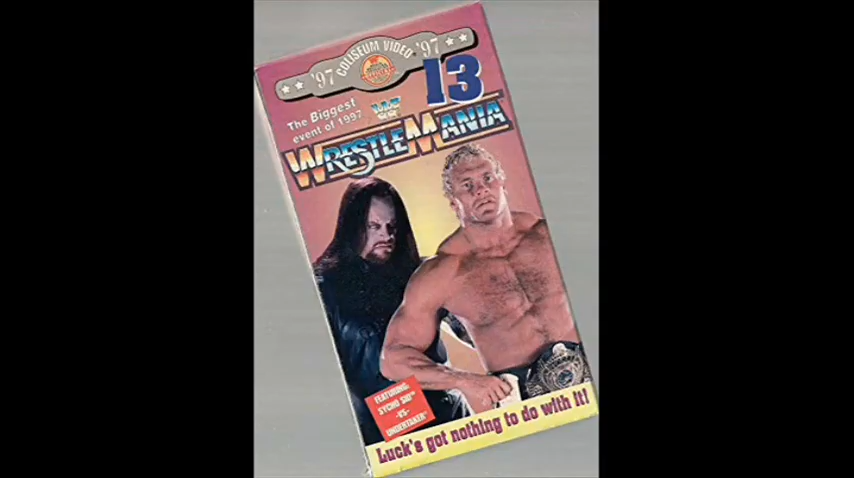 '97 COLISEUM VIDEO '97
13
The Biggest
event of 1997
WWF
WRESTLEMANIA
FEATURING:
SYCHO SID™
-VS-
UNDERTAKER®
Luck's got nothing to do with it!